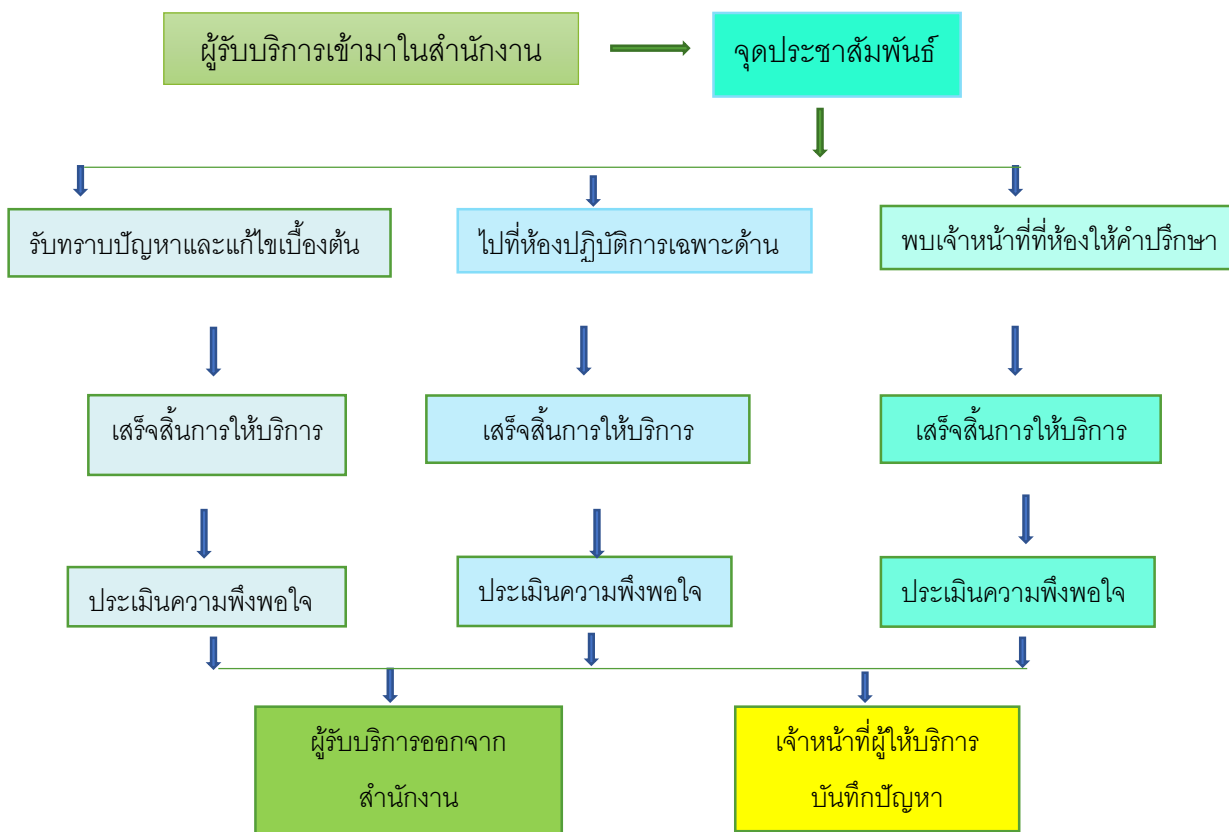 ผู้รับบริการเข้ามาในสำนักงาน
จุดประชาสัมพันธ์
รับทราบปัญหาและแก้ไขเบื้องต้น
ไปที่ห้องปฏิบัติการเฉพาะด้าน
พบเจ้าหน้าที่ที่ห้องให้คำปรึกษา
เสร็จสิ้นการให้บริการ
เสร็จสิ้นการให้บริการ
เสร็จสิ้นการให้บริการ
ประเมินความพึงพอใจ
ประเมินความพึงพอใจ
ประเมินความพึงพอใจ
ผู้รับบริการออกจาก
สำนักงาน
เจ้าหน้าที่ผู้ให้บริการ
บันทึกปัญหา